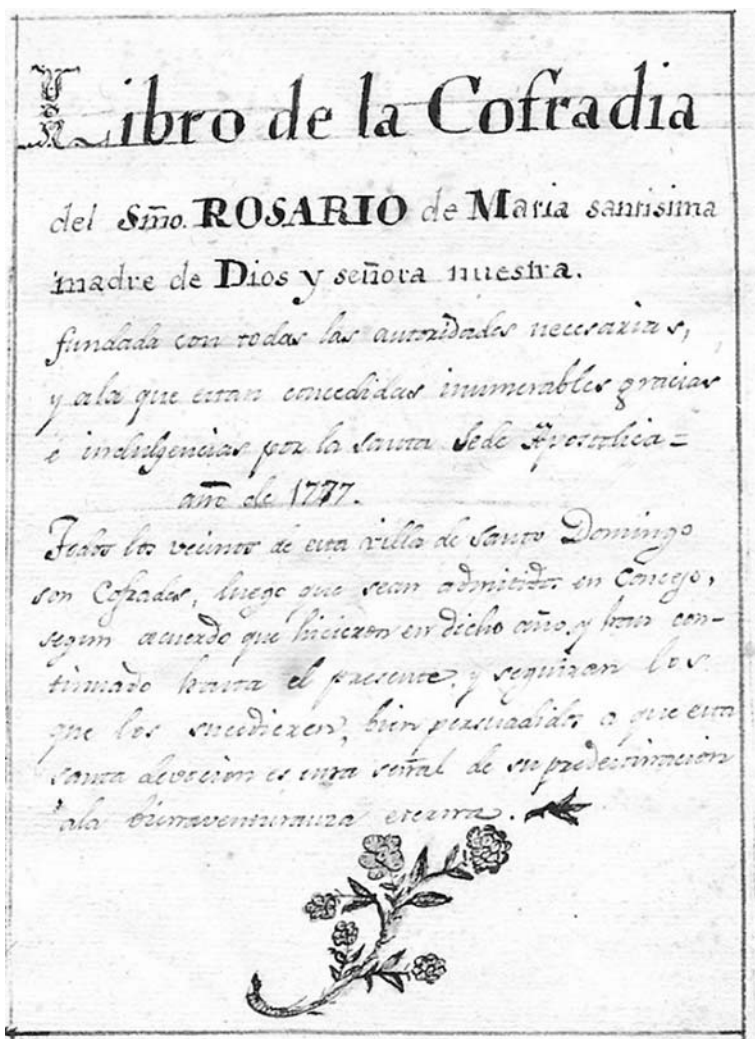 Libro de la Cofradia
del Smo. ROSARIO de Maria santisima
madre de Dios y señora nuestra.
fundada con todas las autoridades necesarias,
y ala que estan concedidas inumerables gracias
e indulgencias por la santa Sede Apostolica =
año de 1777.
Todos los vecinos de esta villa de santo Domingo
son Cofrades, luego que sean admitidos en Concejo,
segun acuerdo que hicieron en dicho año, y han con-
tinuado hasta el presente, y seguiran los
que los sucedieren, bien persuadidos a que esta
santa devocion es una señal de su predestinacion
ala bienaventuranza eterna.